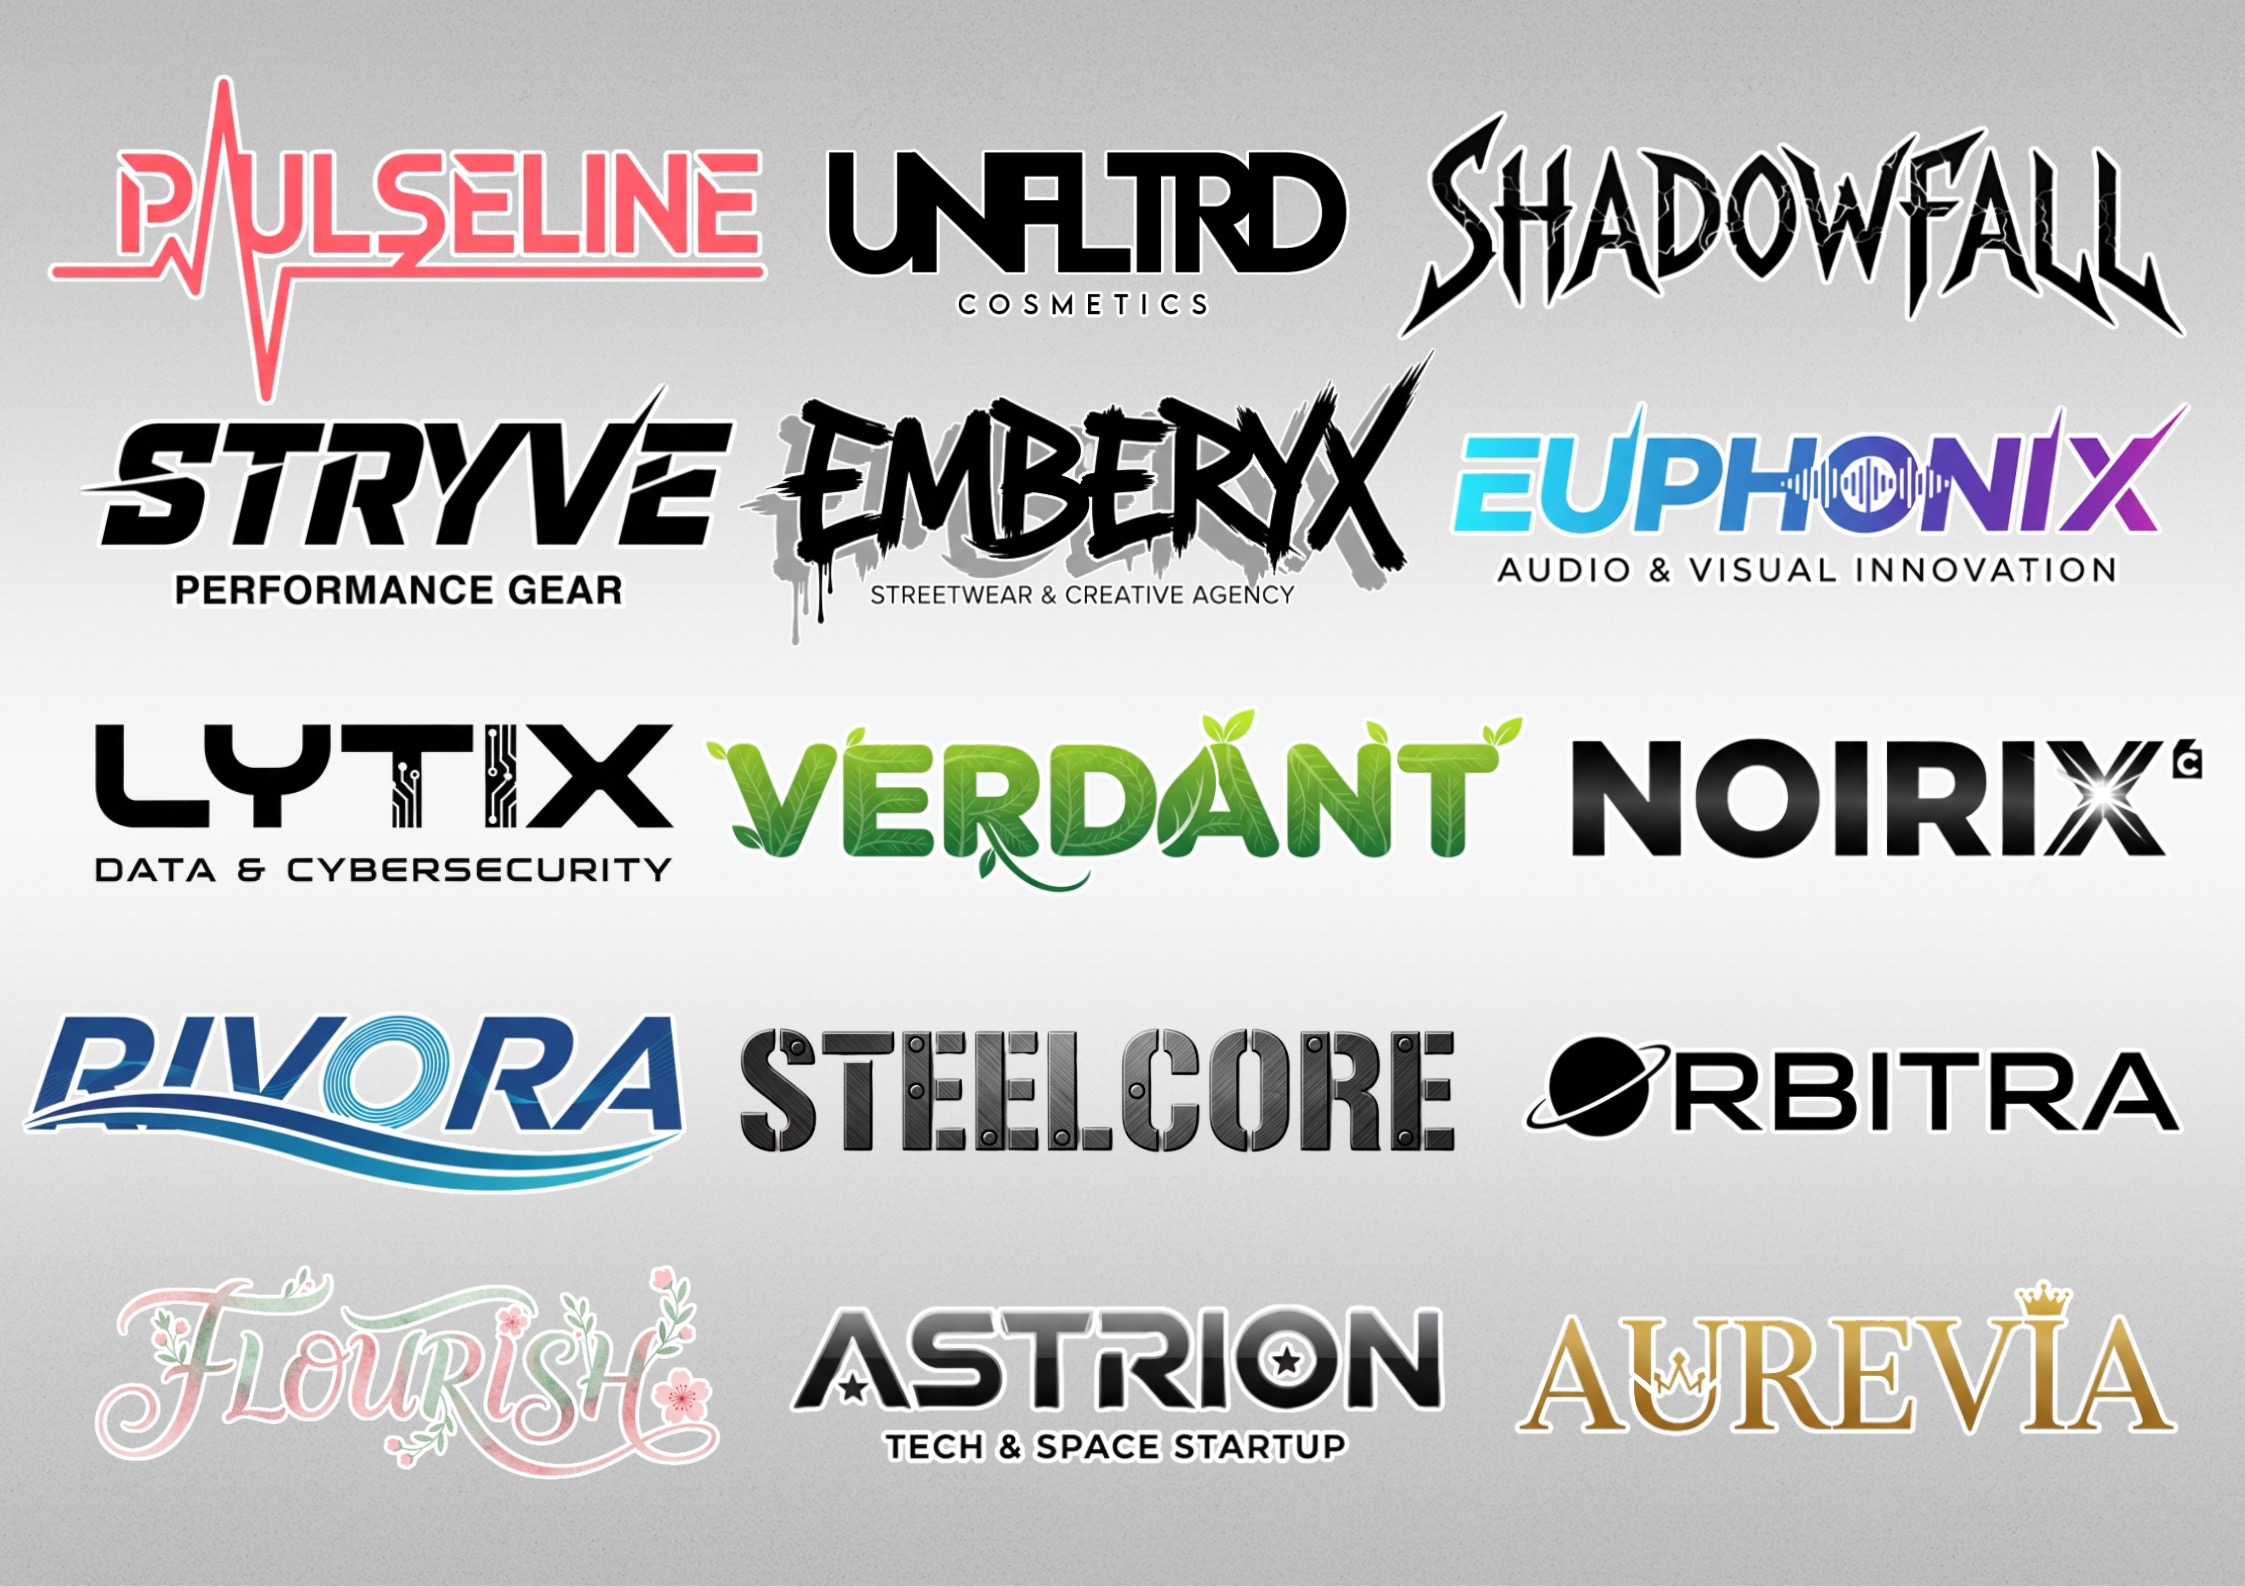 PULSELINE
UNFLTRD
COSMETICS
SHADOWFALL
STRYVE
PERFORMANCE GEAR
EMBERYX
STREETWEAR & CREATIVE AGENCY
EUPHONIX
AUDIO & VISUAL INNOVATION
LYTIX
DATA & CYBERSECURITY
VERDANT
NOIRIX
C
RIVORA
STEELCORE
ORBITRA
FLOURISH
ASTRION
TECH & SPACE STARTUP
AUREVIA